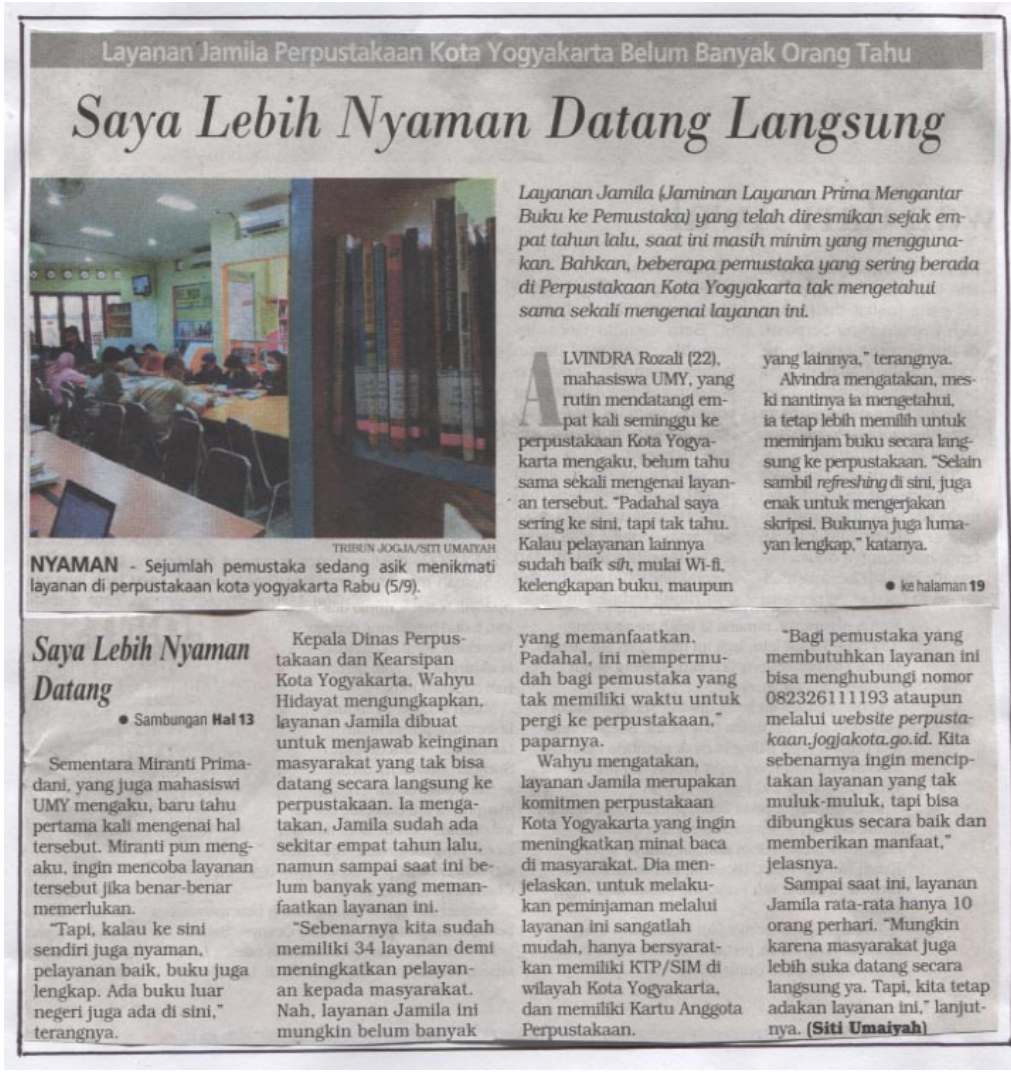 Layanan Jamila Perpustakaan Kota Yogyakarta Belum Banyak Orang Tahu
Saya Lebih Nyaman Datang Langsung
Layanan Jamila (Jaminan Layanan Prima Mengantar
Buku ke Pemustaka) yang telah diresmikan sejak em-
pat tahun lalu, saat ini masih minim yang mengguna-
kan. Bahkan, beberapa pemustaka yang sering berada
di Perpustakaan Kota Yogyakarta tak mengetahui
sama sekali mengenai layanan ini.
TRIBUN JOGJA/SITI UMAIYAH
NYAMAN - Sejumlah pemustaka sedang asik menikmati
layanan di perpustakaan kota yogyakarta Rabu (5/9).
ALVINDRA Rozali (22),
mahasiswa UMY, yang
rutin mendatangi em-
pat kali seminggu ke
perpustakaan Kota Yogya-
karta mengaku, belum tahu
sama sekali mengenai layan-
an tersebut. “Padahal saya
sering ke sini, tapi tak tahu.
Kalau pelayanan lainnya
sudah baik sih, mulai Wi-fi,
kelengkapan buku, maupun
yang lainnya,” terangnya.
Alvindra mengatakan, mes-
ki nantinya ia mengetahui,
ia tetap lebih memilih untuk
meminjam buku secara lang-
sung ke perpustakaan. “Selain
sambil refreshing di sini, juga
enak untuk mengerjakan
skripsi. Bukunya juga luma-
yan lengkap,” katanya.
● ke halaman 19
Saya Lebih Nyaman
Datang
● Sambungan Hal 13
Sementara Miranti Prima-
dani, yang juga mahasiswi
UMY mengaku, baru tahu
pertama kali mengenai hal
tersebut. Miranti pun meng-
aku, ingin mencoba layanan
tersebut jika benar-benar
memerlukan.
“Tapi, kalau ke sini
sendiri juga nyaman,
pelayanan baik, buku juga
lengkap. Ada buku luar
negeri juga ada di sini,”
terangnya.
Kepala Dinas Perpus-
takaan dan Kearsipan
Kota Yogyakarta, Wahyu
Hidayat mengungkapkan,
layanan Jamila dibuat
untuk menjawab keinginan
masyarakat yang tak bisa
datang secara langsung ke
perpustakaan. Ia menga-
takan, Jamila sudah ada
sekitar empat tahun lalu,
namun sampai saat ini be-
lum banyak yang meman-
faatkan layanan ini.
“Sebenarnya kita sudah
memiliki 34 layanan demi
meningkatkan pelayan-
an kepada masyarakat.
Nah, layanan Jamila ini
mungkin belum banyak
yang memanfaatkan.
Padahal, ini mempermu-
dah bagi pemustaka yang
tak memiliki waktu untuk
pergi ke perpustakaan,”
paparnya.
Wahyu mengatakan,
layanan Jamila merupakan
komitmen perpustakaan
Kota Yogyakarta yang ingin
meningkatkan minat baca
di masyarakat. Dia men-
jelaskan, untuk melaku-
kan peminjaman melalui
layanan ini sangatlah
mudah, hanya bersyarat-
kan memiliki KTP/SIM di
wilayah Kota Yogyakarta,
dan memiliki Kartu Anggota
Perpustakaan.
“Bagi pemustaka yang
membutuhkan layanan ini
bisa menghubungi nomor
082326111193 ataupun
melalui website perpusta-
kaan.jogjakota.go.id. Kita
sebenarnya ingin mencip-
takan layanan yang tak
muluk-muluk, tapi bisa
dibungkus secara baik dan
memberikan manfaat,”
jelasnya.
Sampai saat ini, layanan
Jamila rata-rata hanya 10
orang perhari. “Mungkin
karena masyarakat juga
lebih suka datang secara
langsung ya. Tapi, kita tetap
adakan layanan ini,” lanjut-
nya. (Siti Umaiyah)